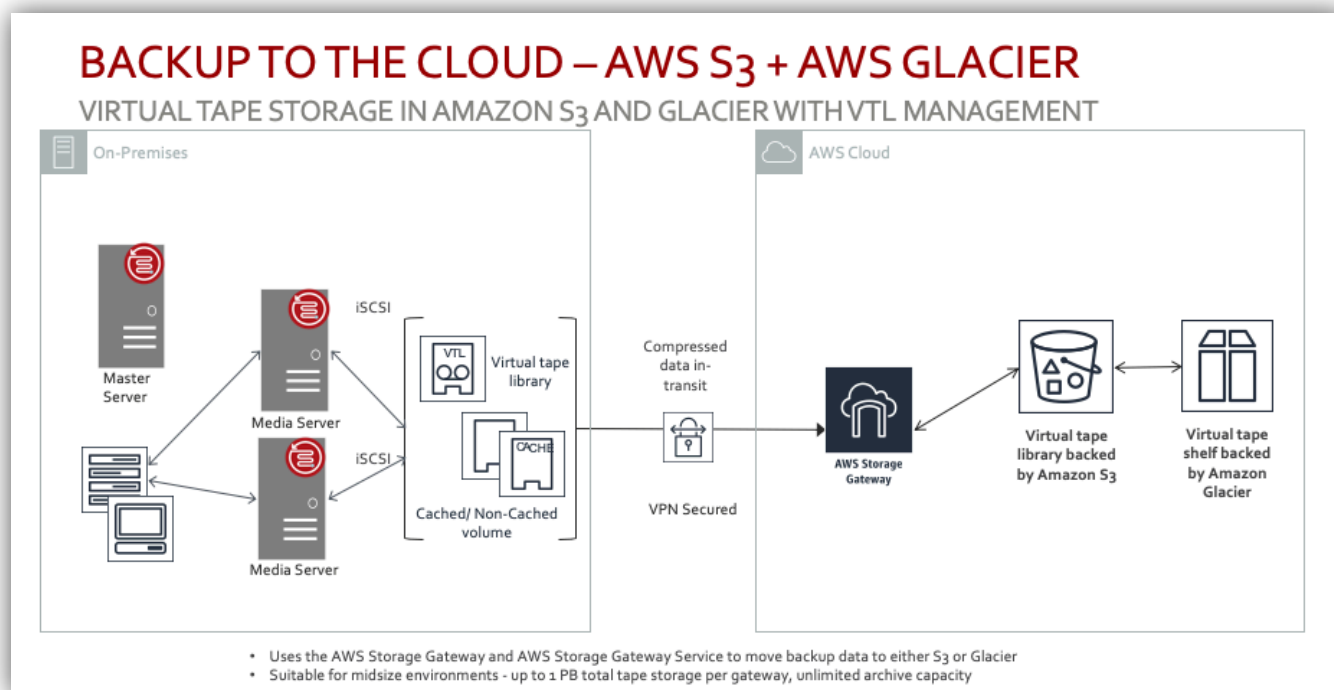 BACKUP TO THE CLOUD – AWS S3 + AWS GLACIER
VIRTUAL TAPE STORAGE IN AMAZON S3 AND GLACIER WITH VTL MANAGEMENT
On-Premises
Master
Server
Media Server
iSCSI
Media Server
iSCSI
VTL
Virtual tape
library
CACHE
Cached/ Non-Cached
volume
Compressed
data in-
transit
VPN Secured
AWS Cloud
AWS Storage
Gateway
Virtual tape
library backed
by Amazon S3
Virtual tape
shelf backed
by Amazon
Glacier
• Uses the AWS Storage Gateway and AWS Storage Gateway Service to move backup data to either S3 or Glacier
• Suitable for midsize environments - up to 1 PB total tape storage per gateway, unlimited archive capacity